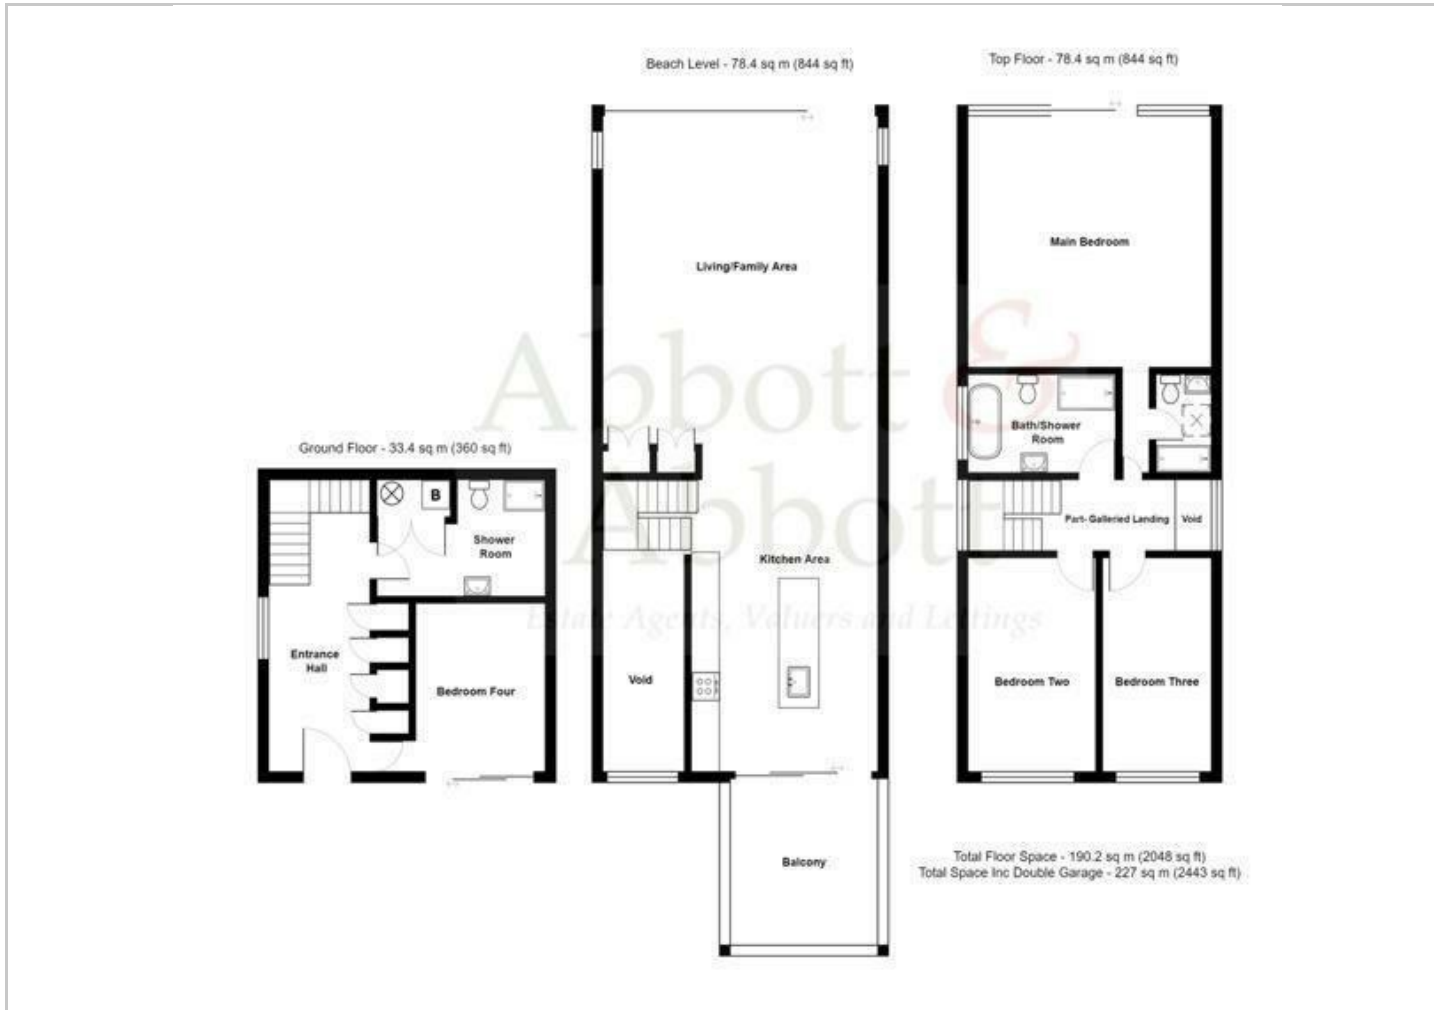 Beach Level - 78.4 sq m (844 sq ft)
Top Floor - 78.4 sq m (844 sq ft)
Main Bedroom
Living/Family Area
Abbott &
Abbott
Estate Agents, Valuers and Lettings
Bath/Shower
Room
Ground Floor - 33.4 sq m (360 sq ft)
B
Shower
Room
Part-Galleried Landing
Void
Kitchen Area
Entrance
Hall
Bedroom Four
Void
Bedroom Two
Bedroom Three
Balcony
Total Floor Space - 190.2 sq m (2048 sq ft)
Total Space Inc Double Garage - 227 sq m (2443 sq ft)